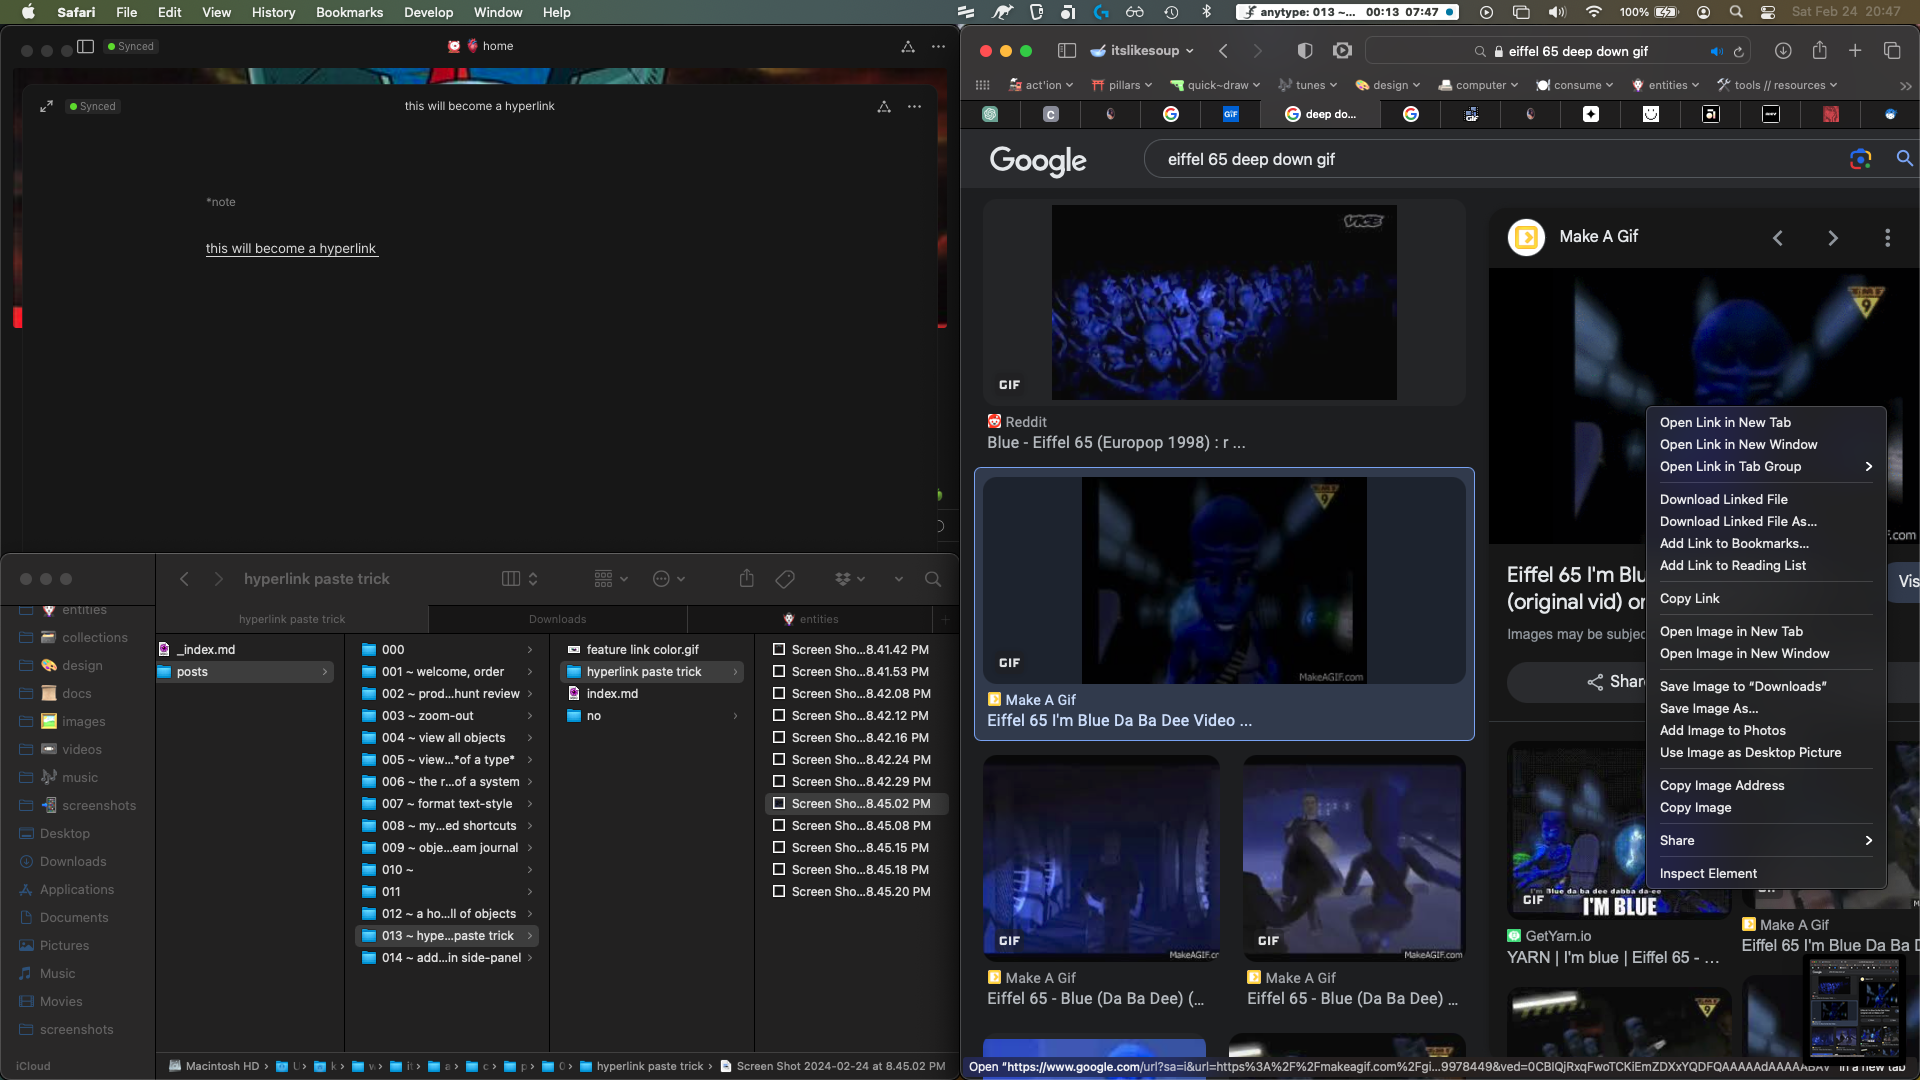 Safari File Edit View History Bookmarks Develop Window Help
anytype: 013 ~... 00:13 07:47
100%
Sat Feb 24 20:47
Synced
home
Synced
this will become a hyperlink
*note
this will become a hyperlink
hyperlink paste trick
hyperlink paste trick
Downloads
entities
entities
collections
design
docs
images
videos
music
screenshots
Desktop
Downloads
Applications
Documents
Pictures
Music
Movies
screenshots
iCloud
_index.md
posts
000
001 ~ welcome, order
002 ~ prod...hunt review
003 ~ zoom-out
004 ~ view all objects
005 ~ view...*of a type*
006 ~ the r...of a system
007 ~ format text-style
008 ~ my...ed shortcuts
009 ~ obje...eam journal
010 ~
011
012 ~ a ho...ll of objects
013 ~ hype...paste trick
014 ~ add...in side-panel
feature link color.gif
hyperlink paste trick
index.md
no
Screen Sho...8.41.42 PM
Screen Sho...8.41.53 PM
Screen Sho...8.42.08 PM
Screen Sho...8.42.12 PM
Screen Sho...8.42.16 PM
Screen Sho...8.42.24 PM
Screen Sho...8.42.29 PM
Screen Sho...8.45.02 PM
Screen Sho...8.45.08 PM
Screen Sho...8.45.15 PM
Screen Sho...8.45.18 PM
Screen Sho...8.45.20 PM
Macintosh HD
hyperlink paste trick
Screen Shot 2024-02-24 at 8.45.02 PM
itslikesoup
eiffel 65 deep down gif
act'ion
pillars
quick~draw
tunes
design
computer
consume
entities
tools // resources
C
GIF
deep do...
Google
eiffel 65 deep down gif
VICE
GIF
Reddit
Blue - Eiffel 65 (Europop 1998) : r ...
GIF
MakeAGIF.com
Make A Gif
Eiffel 65 I'm Blue Da Ba Dee Video ...
GIF
MakeAGIF.cor
Make A Gif
Eiffel 65 - Blue (Da Ba Dee) (...
GIF
MakeAGIF.com
Make A Gif
Eiffel 65 - Blue (Da Ba Dee) ...
Make A Gif
.com
Eiffel 65 I'm Blu
(original vid) or
Vis
Images may be subjec
Shar
Open Link in New Tab
Open Link in New Window
Open Link in Tab Group
Download Linked File
Download Linked File As...
Add Link to Bookmarks...
Add Link to Reading List
Copy Link
Open Image in New Tab
Open Image in New Window
Save Image to “Downloads”
Save Image As...
Add Image to Photos
Use Image as Desktop Picture
Copy Image Address
Copy Image
Share
Inspect Element
I'm Blue da ba dee dabba da-ee
I'M BLUE
GIF
GetYarn.io
YARN | I'm blue | Eiffel 65 - ...
Make A Gif
Eiffel 65 I'm Blue Da Ba D
Open "https://www.google.com/url?sa=i&url=https%3A%2F%2Fmakeagif.com%2Fgi...9978449&ved=0CBIQjRxqFwoTCKiEmZDXxYQDFQAAAAAdAAAAABAV" in a new tab